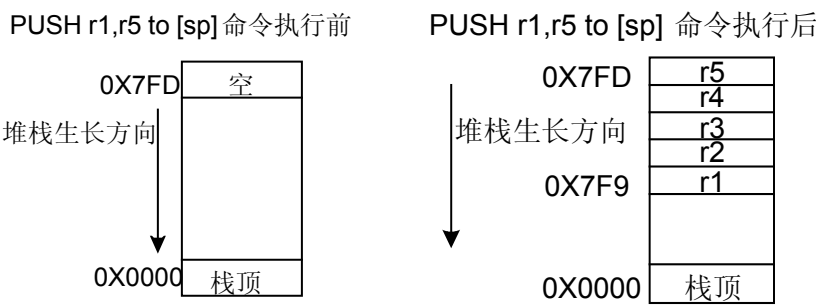 PUSH r1,r5 to [sp] 命令执行前
0X7FD
空
堆栈生长方向
0X0000
栈顶
PUSH r1,r5 to [sp] 命令执行后
0X7FD
r5
r4
堆栈生长方向
r3
r2
0X7F9
r1
0X0000
栈顶